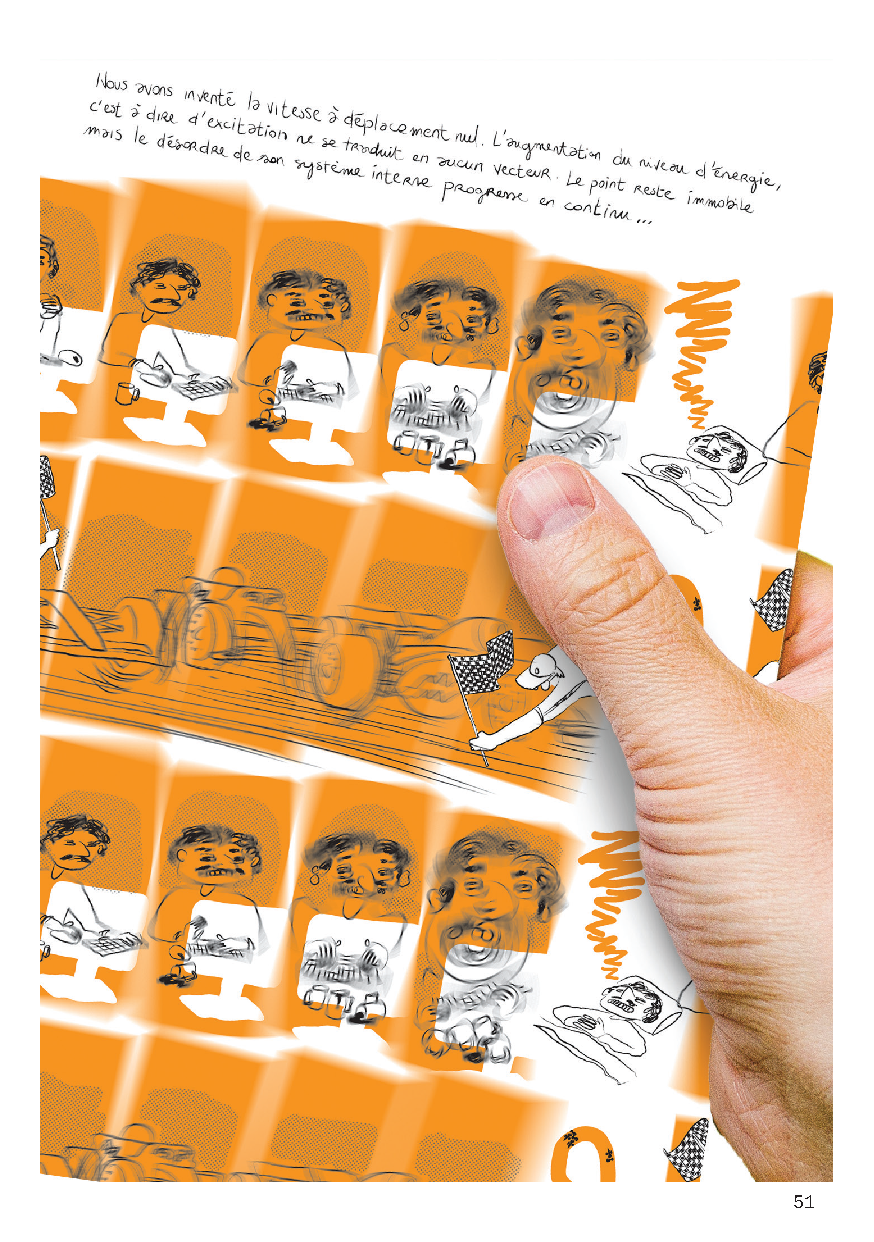 Nous avons inventé la vitesse à déplacement nul. L'augmentation du niveau d'énergie,
c'est à dire d'excitation ne se traduit en aucun vecteur. Le point reste immobile
mais le désordre de son système interne progresse en continu...
51